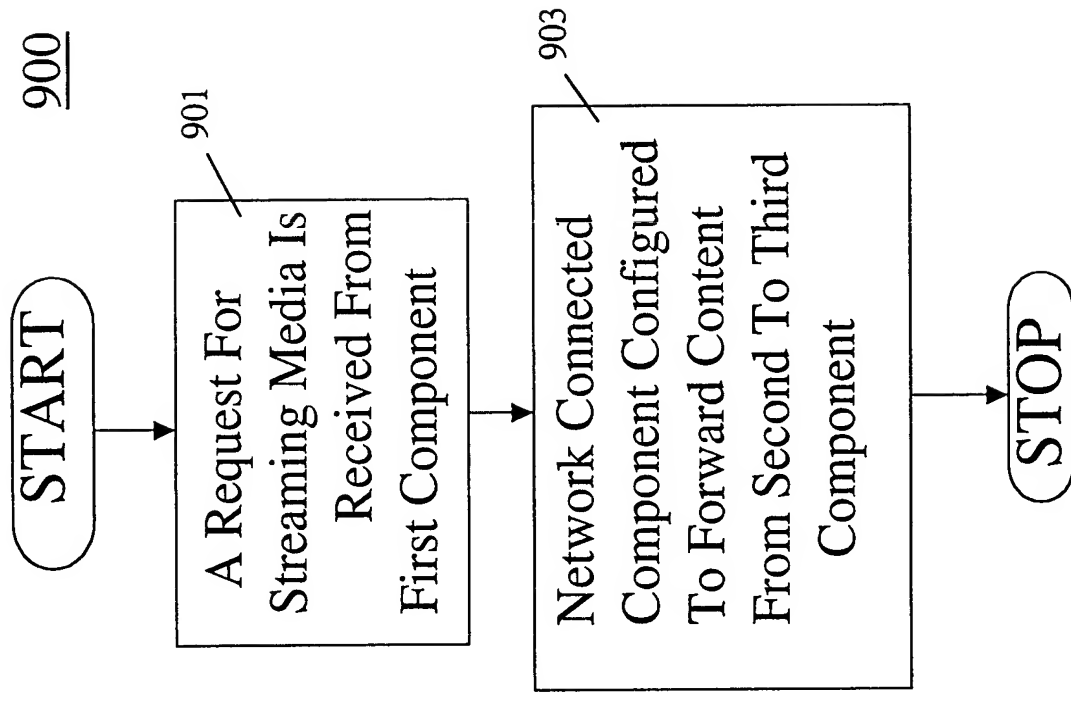 900
START
901
A Request For
Streaming Media Is
Received From
First Component
903
Network Connected
Component Configured
To Forward Content
From Second To Third
Component
STOP